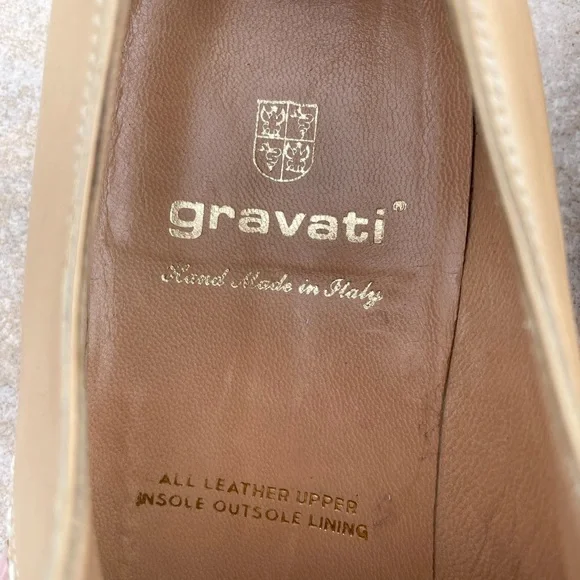 gravati®
Hand Made in Italy
ALL LEATHER UPPER
INSOLE OUTSOLE LINING